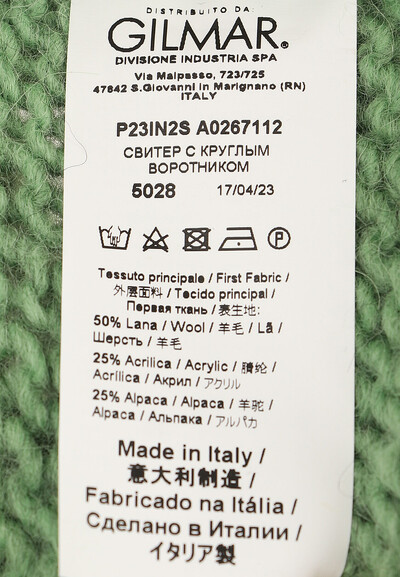 DISTRIBUITO DA:
GILMAR®
DIVISIONE INDUSTRIA SPA
Via Malpasso, 723/725
47842 S.Giovanni in Marignano (RN)
ITALY
P23IN2S A0267112
СВИТЕР С КРУГЛЫМ
ВОРОТНИКОМ
5028 17/04/23
P
Tessuto principale / First Fabric /
外层面料 / Tecido principal /
Первая ткань / 表生地:
50% Lana / Wool / 羊毛 / Lã /
Шерсть / 羊毛
25% Acrilica / Acrylic / 腈纶 /
Acrílica / Акрил / アクリル
25% Alpaca / Alpaca / 羊驼 /
Alpaca / Альпака / アルパカ
Made in Italy /
意大利制造 /
Fabricado na Itália /
Сделано в Италии /
イタリア製